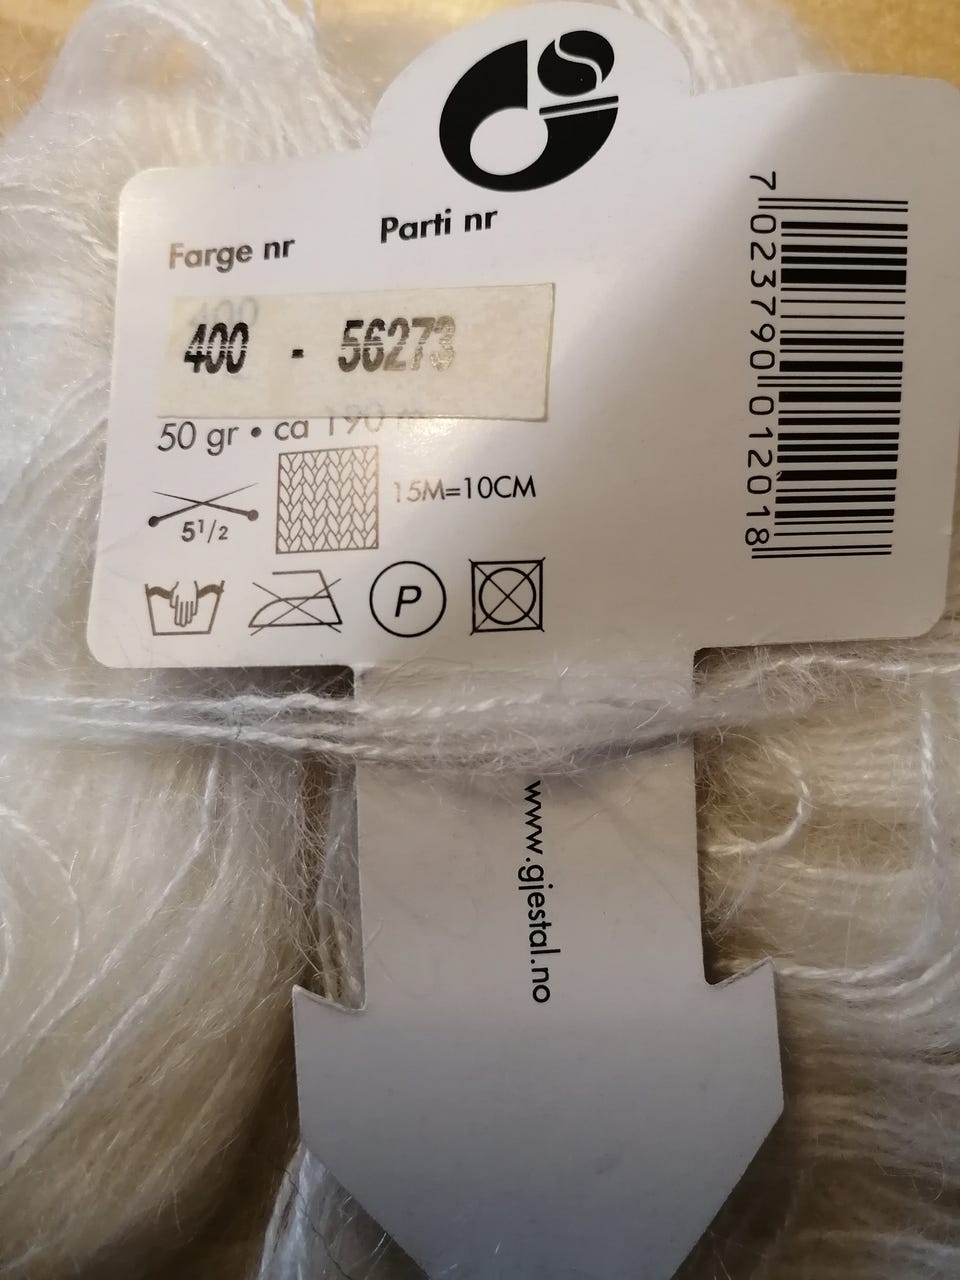 Farge nr
Parti nr
400 - 56273
50 gr • ca 190 m
15M=10CM
5 1/2
P
7 023790 012018
www.gjestal.no